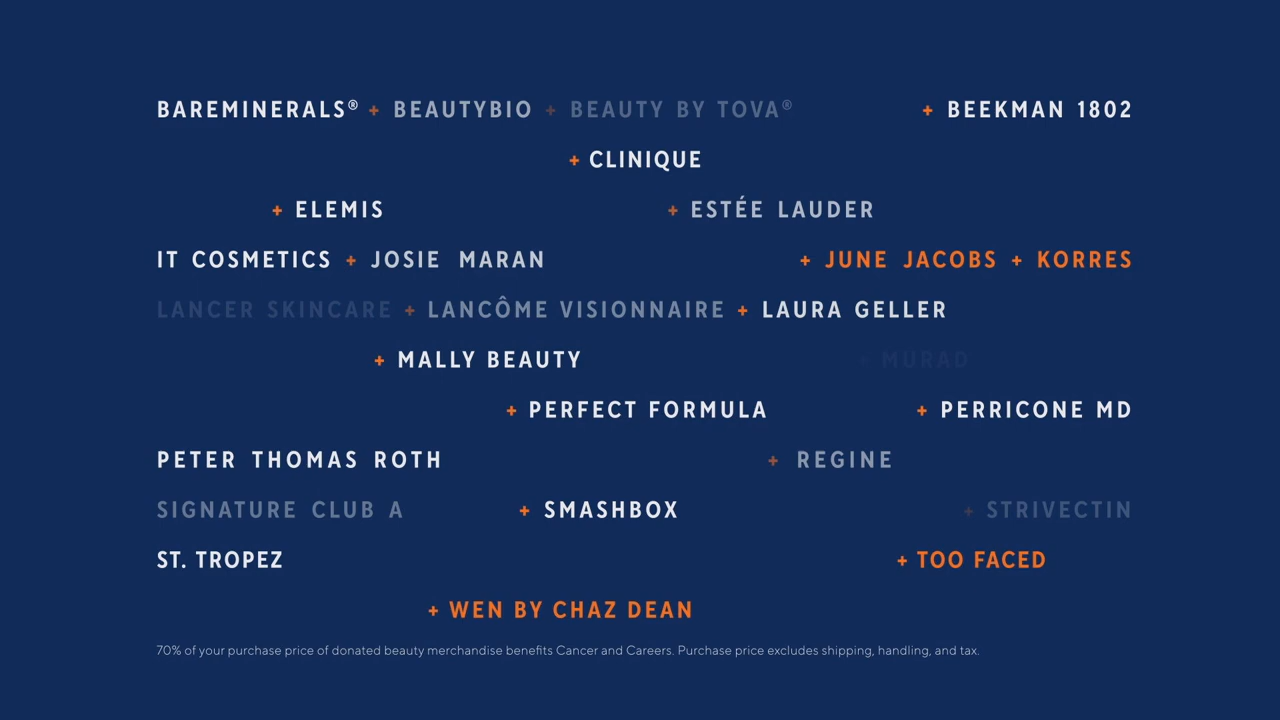 BAREMINERALS® + BEAUTYBIO + BEAUTY BY TOVA® + BEEKMAN 1802
+ CLINIQUE
+ ELEMIS + ESTÉE LAUDER
IT COSMETICS + JOSIE MARAN + JUNE JACOBS + KORRES
LANCER SKINCARE + LANCÔME VISIONNAIRE + LAURA GELLER
+ MALLY BEAUTY + MURAD
+ PERFECT FORMULA + PERRICONE MD
PETER THOMAS ROTH + REGINE
SIGNATURE CLUB A + SMASHBOX + STRIVECTIN
ST. TROPEZ + TOO FACED
+ WEN BY CHAZ DEAN
70% of your purchase price of donated beauty merchandise benefits Cancer and Careers. Purchase price excludes shipping, handling, and tax.